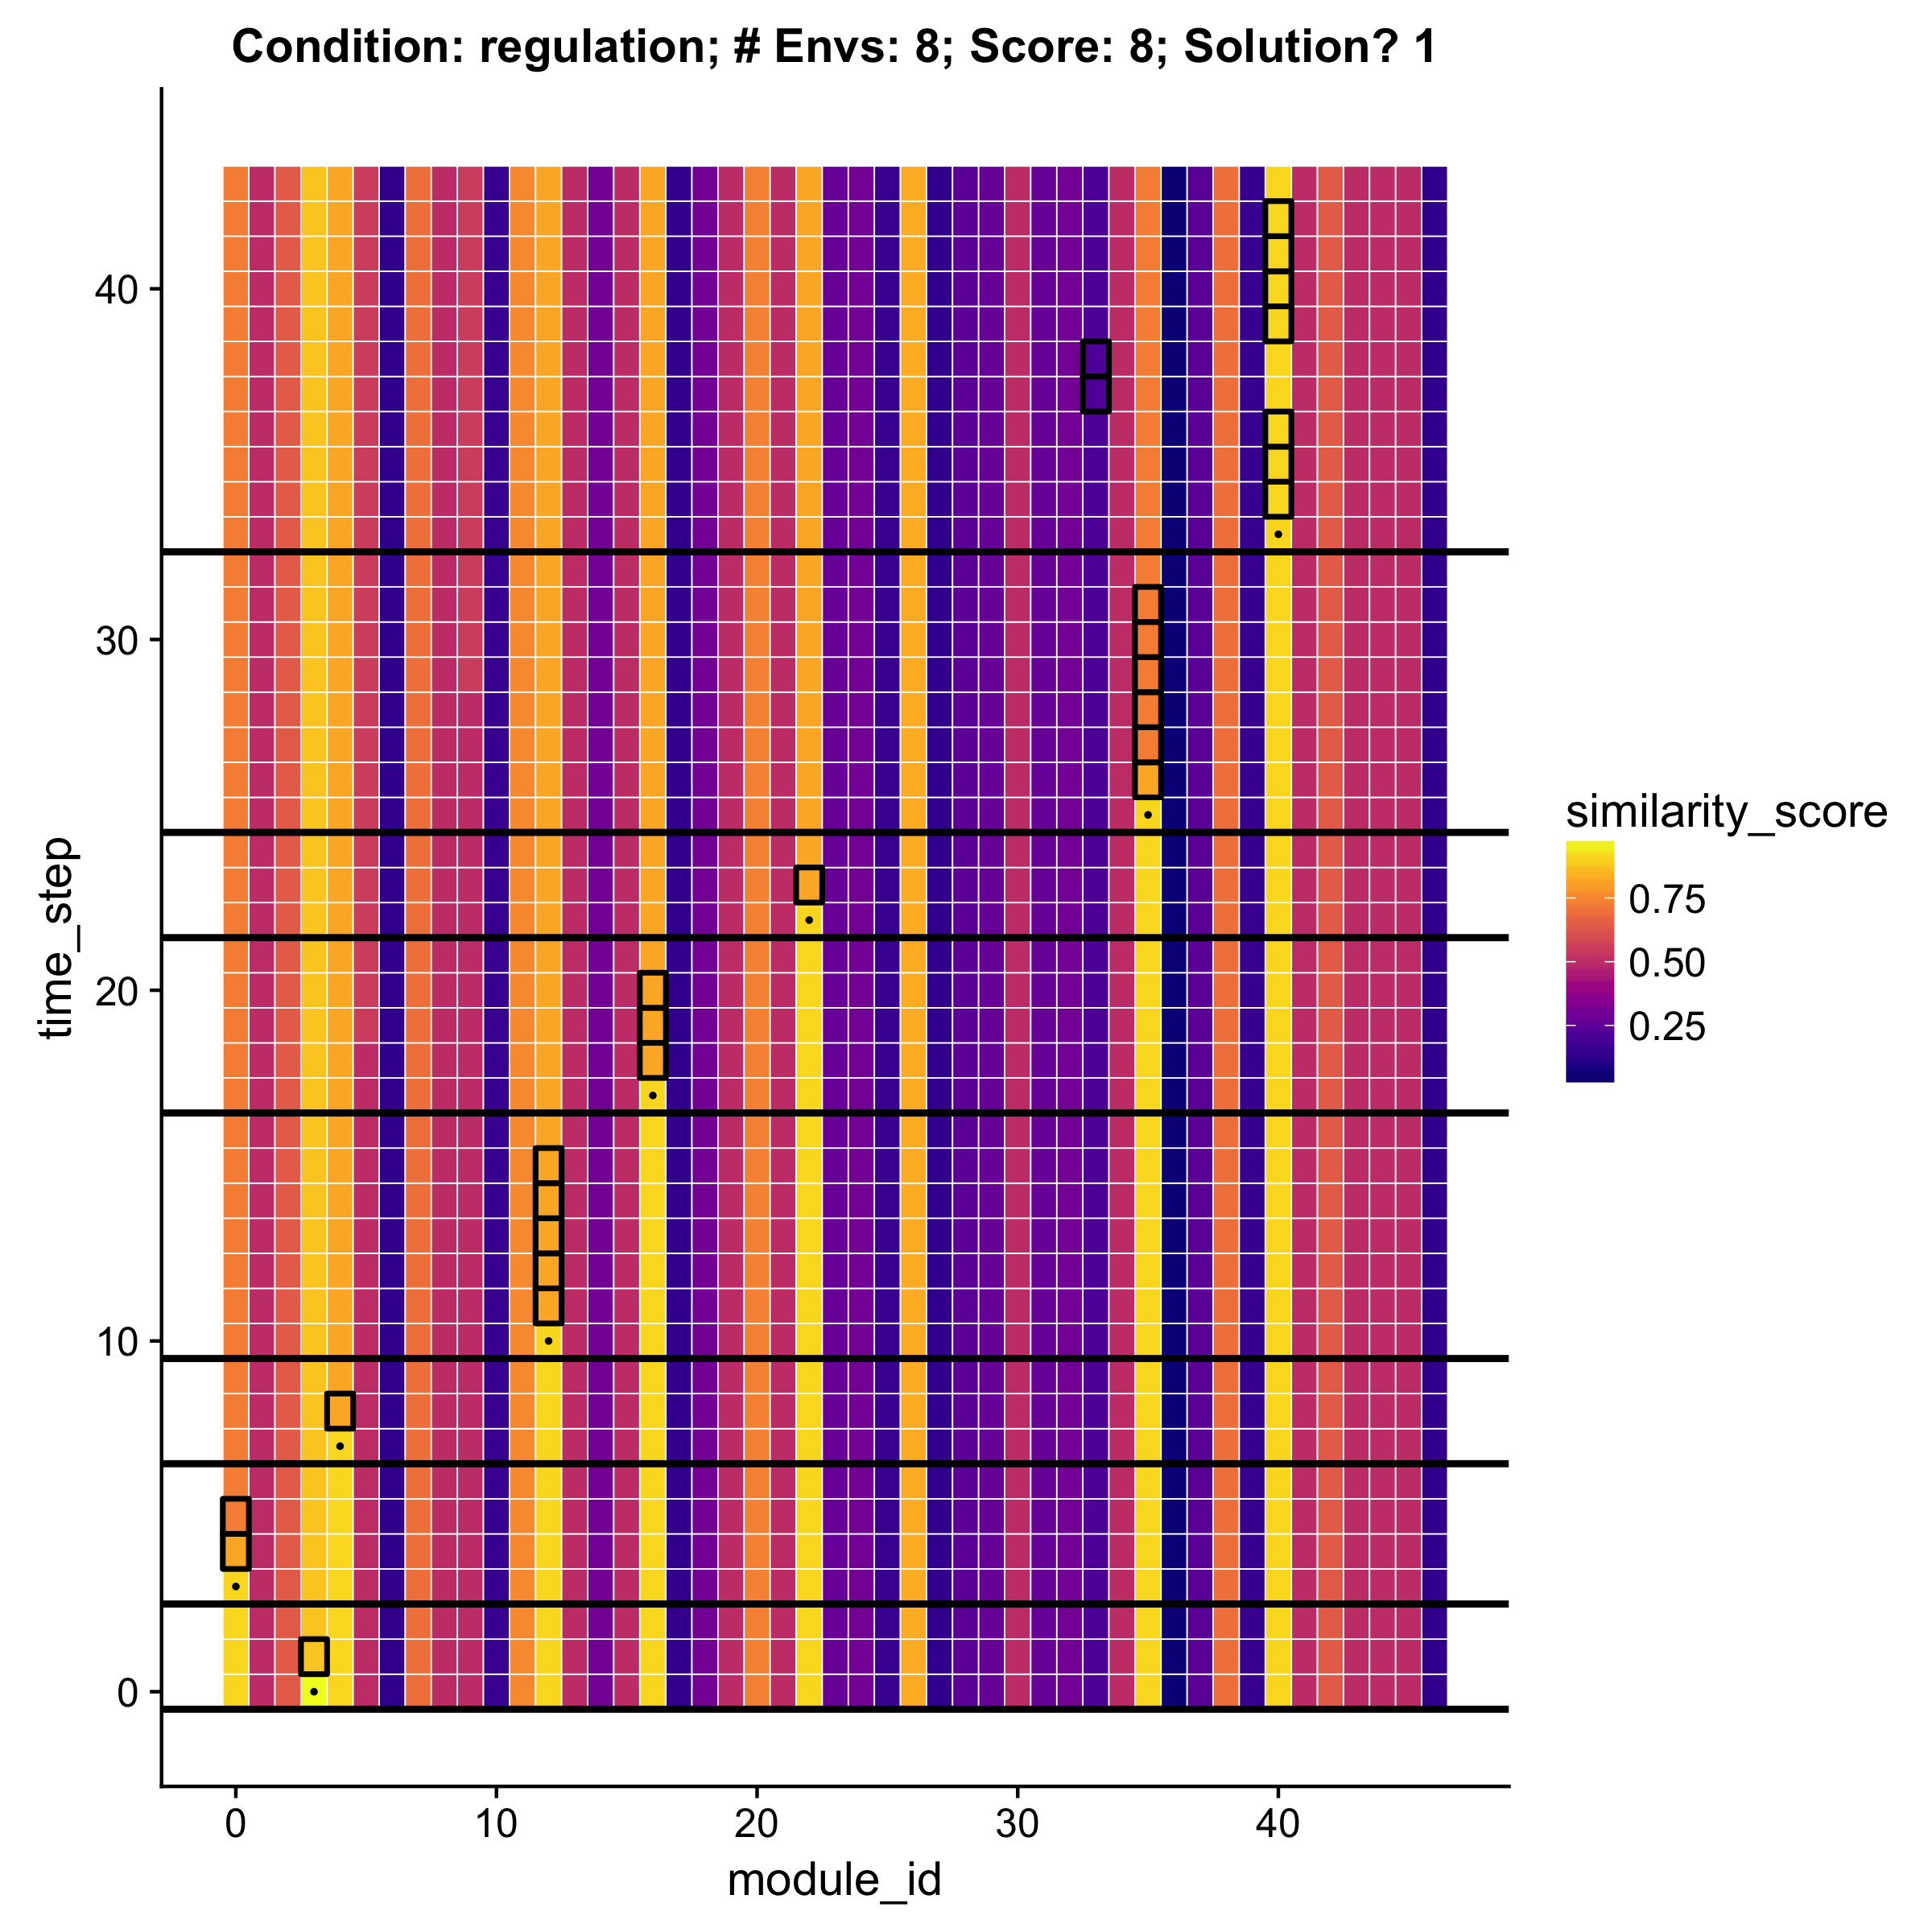 Condition: regulation; # Envs: 8; Score: 8; Solution? 1
time_step
40
30
20
10
0
0 10 20 30 40
module_id
similarity_score
0.75
0.50
0.25